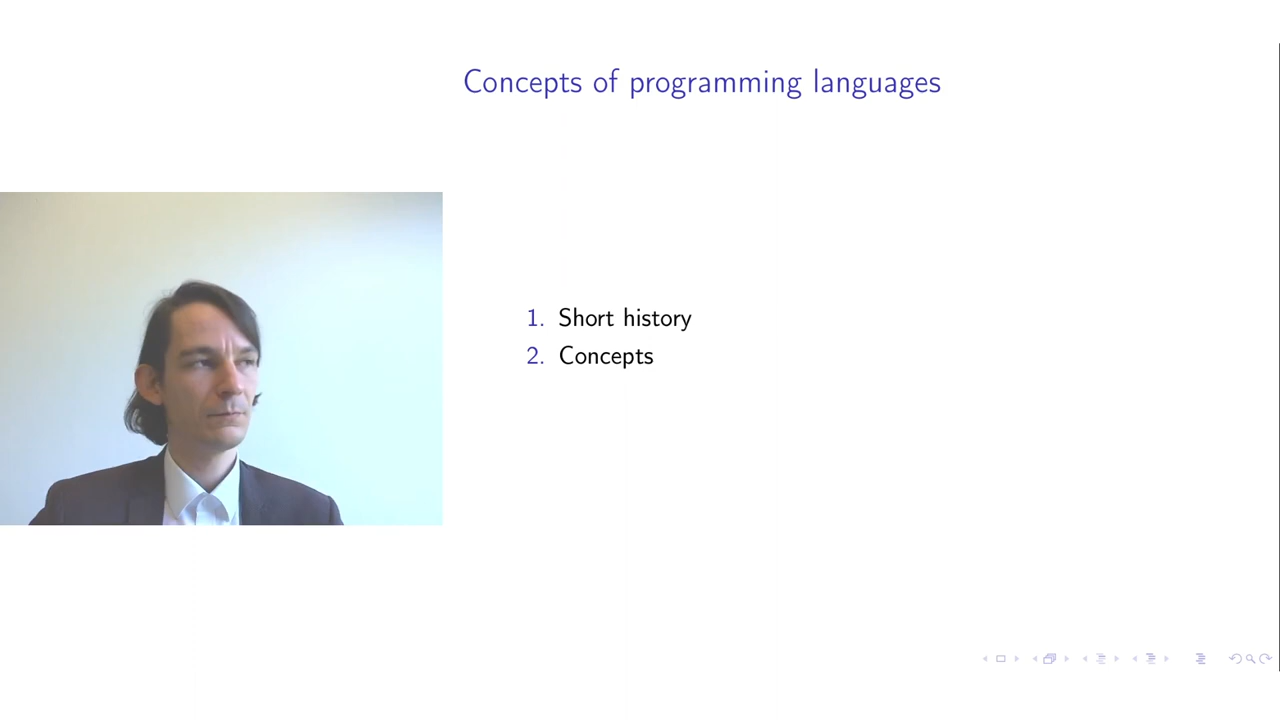 Concepts of programming languages
1. Short history
2. Concepts